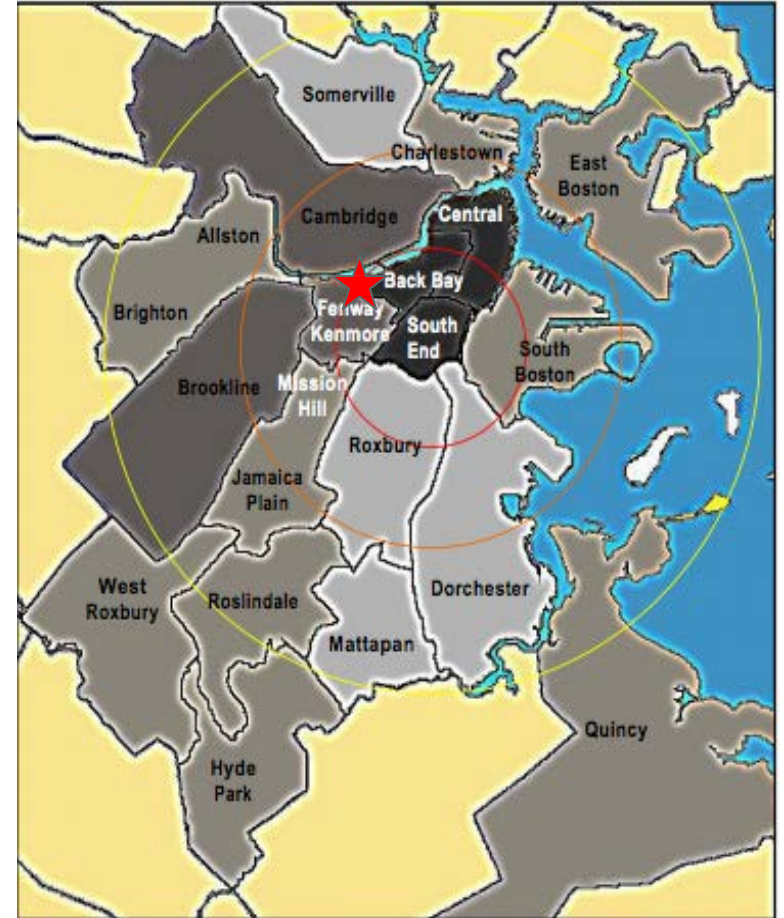 Somerville
Charlestown
East
Boston
Cambridge
Central
Allston
Back Bay
Brighton
Fenway
Kenmore
South
End
South
Boston
Brookline
Mission
Hill
Roxbury
Jamaica
Plain
West
Roxbury
Roslindale
Dorchester
Mattapan
Quincy
Hyde
Park